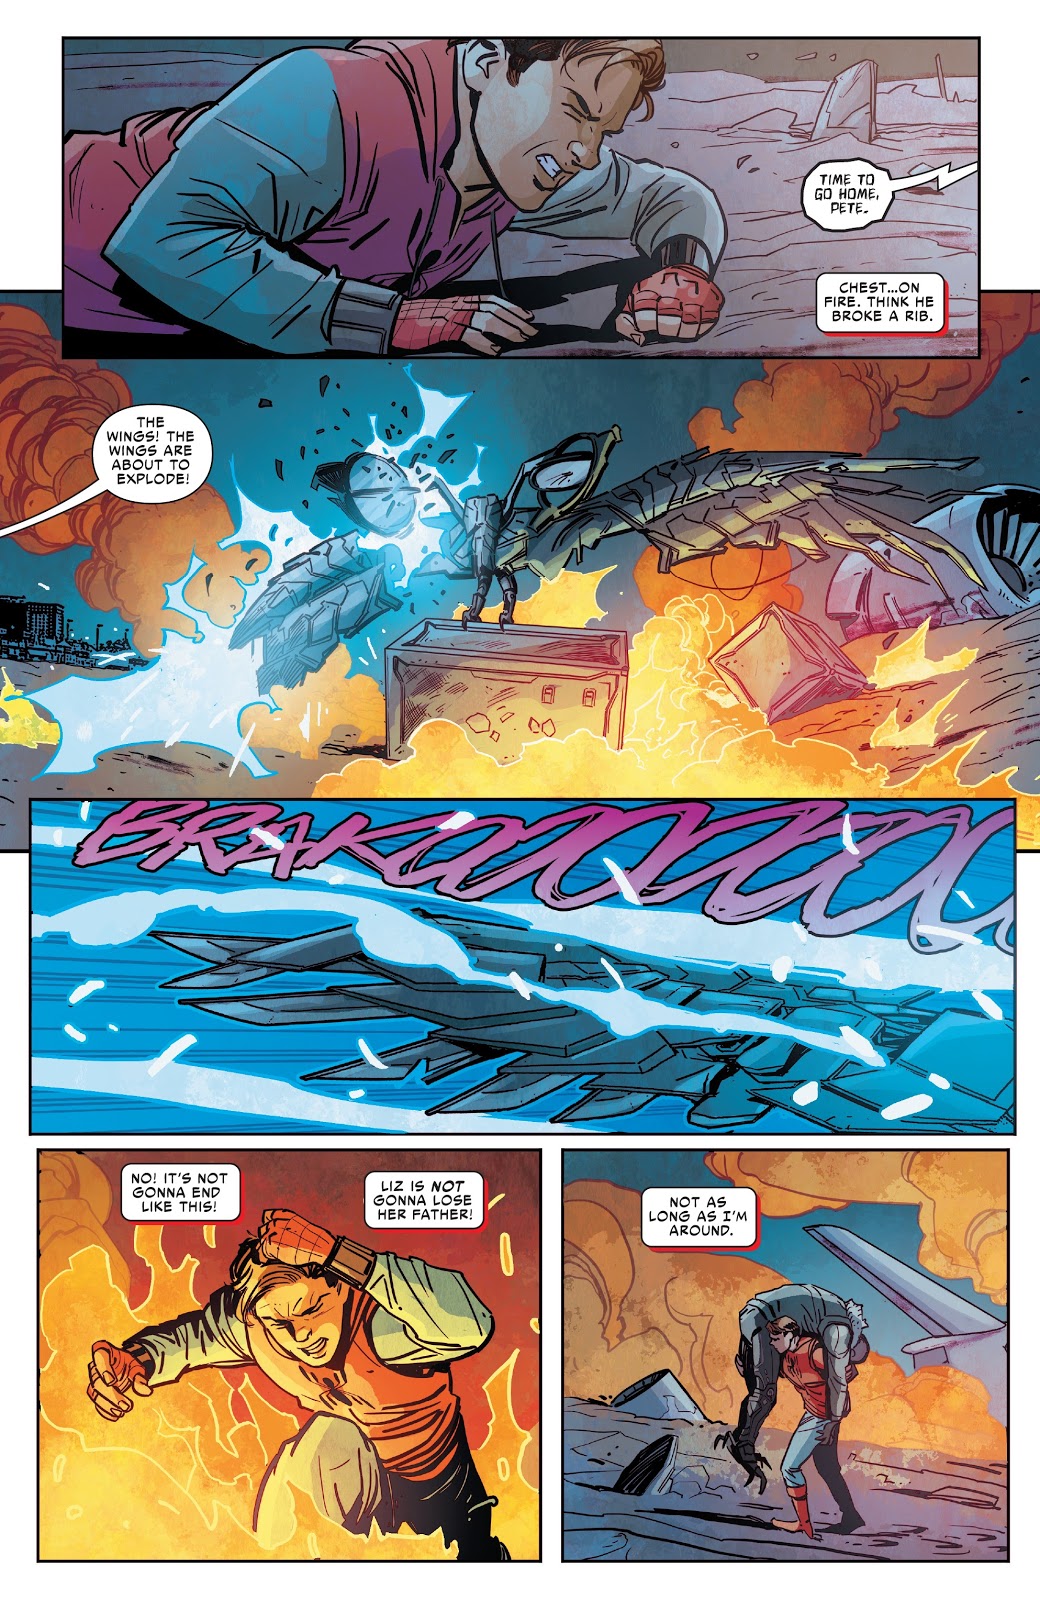 TIME TO
GO HOME,
PETE.
CHEST...ON
FIRE. THINK HE
BROKE A RIB.
THE
WINGS! THE
WINGS ARE
ABOUT TO
EXPLODE!
BRAKOOOOOOO
NO! IT'S NOT
GONNA END
LIKE THIS!
LIZ IS NOT
GONNA LOSE
HER FATHER!
NOT AS
LONG AS I'M
AROUND.